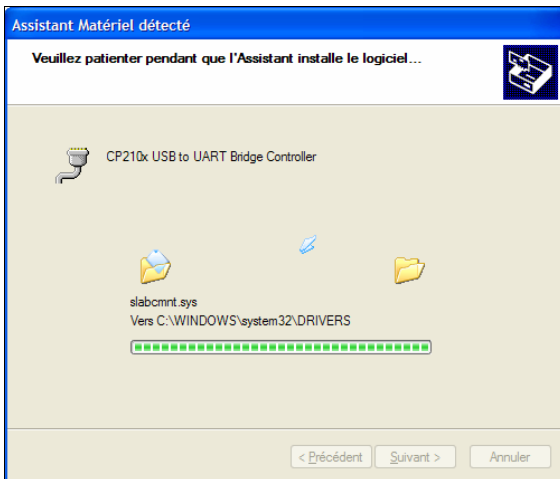 Assistant Matériel détecté
Veuillez patienter pendant que l'Assistant installe le logiciel...
CP210x USB to UART Bridge Controller
slabcmnt.sys
Vers C:\WINDOWS\system32\DRIVERS
< Précédent
Suivant >
Annuler